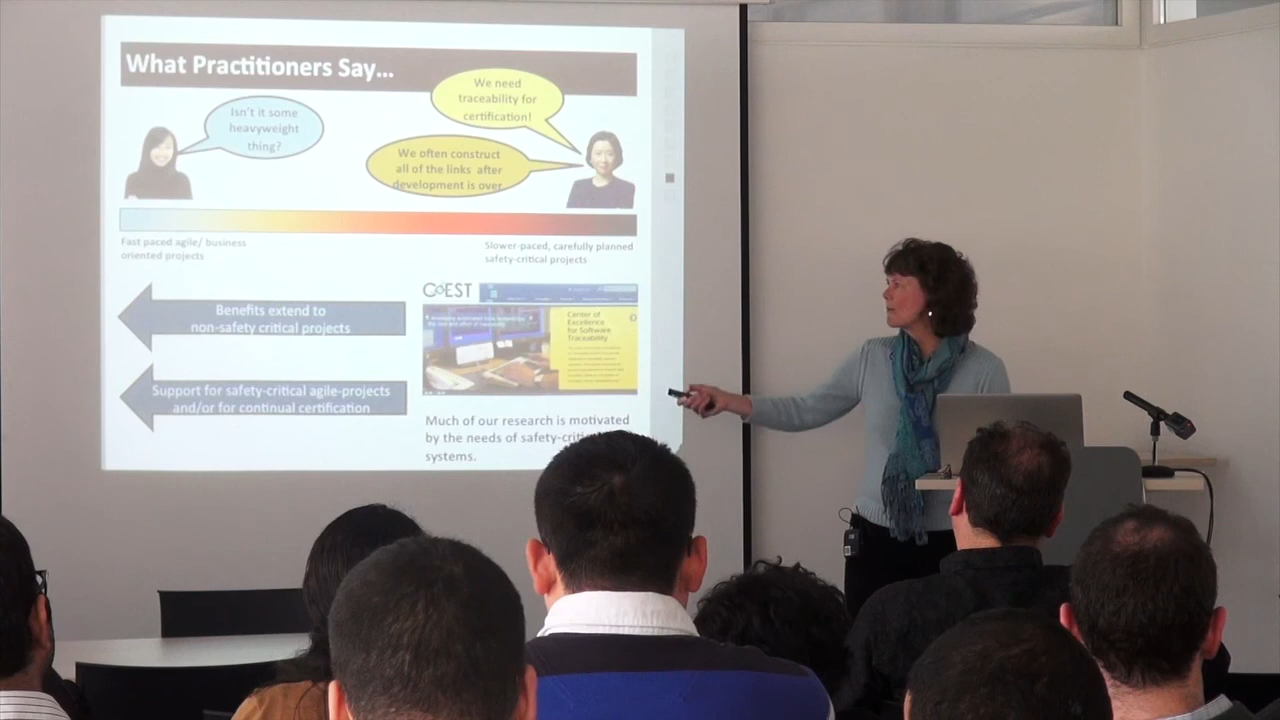 What Practitioners Say...
We need
traceability for
certification!
Isn't it some
heavyweight
thing?
We often construct
all of the links after
development is over
Fast paced agile/ business
oriented projects
Slower-paced, carefully planned
safety-critical projects
Benefits extend to
non-safety critical projects
CoEST
Center of
Excellence
for Software
Traceability
Support for safety-critical agile-projects
and/or for continual certification
Much of our research is motivated
by the needs of
systems.